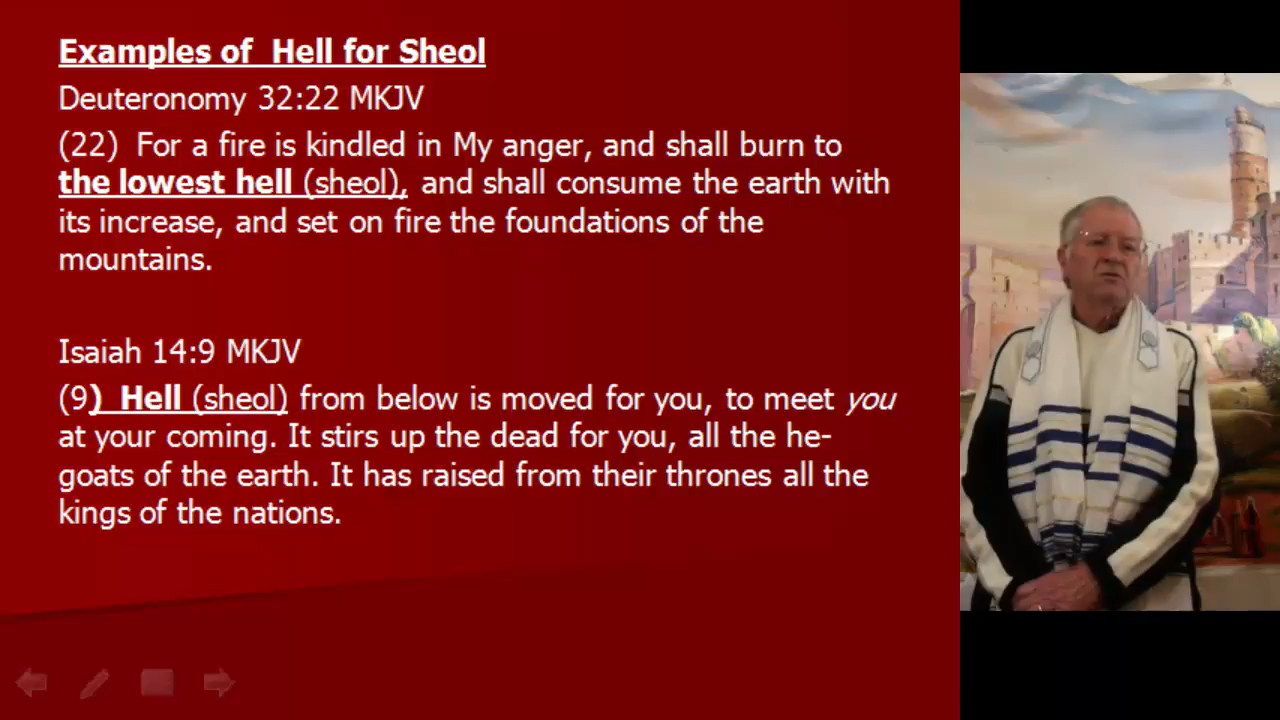 Examples of  Hell for Sheol
Deuteronomy 32:22 MKJV
(22)  For a fire is kindled in My anger, and shall burn to
the lowest hell (sheol), and shall consume the earth with
its increase, and set on fire the foundations of the
mountains.
Isaiah 14:9 MKJV
(9)  Hell (sheol) from below is moved for you, to meet you
at your coming. It stirs up the dead for you, all the he-
goats of the earth. It has raised from their thrones all the
kings of the nations.